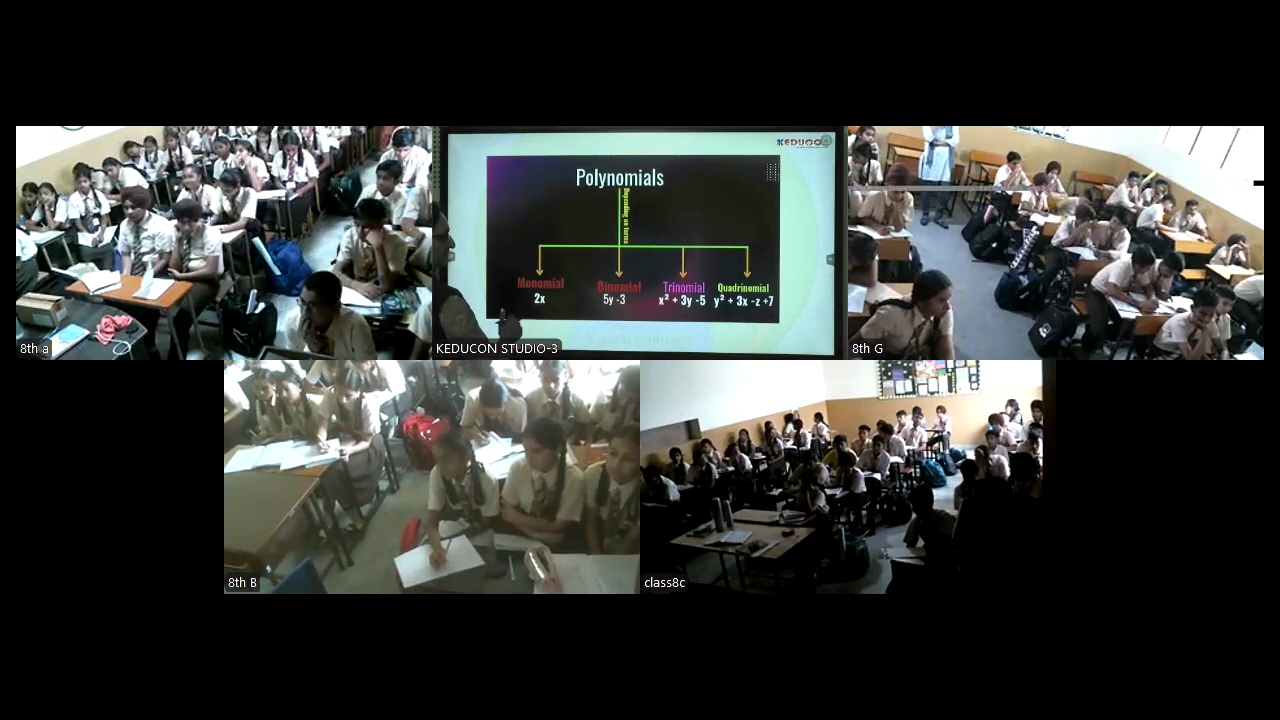 KEDUCON
Polynomials
Depending on terms
Monomial
2x
Binomial
5y -3
Trinomial
x² + 3y -5
Quadrinomial
y² + 3x -z +7
8th a
KEDUCON STUDIO-3
8th G
8th B
class8c